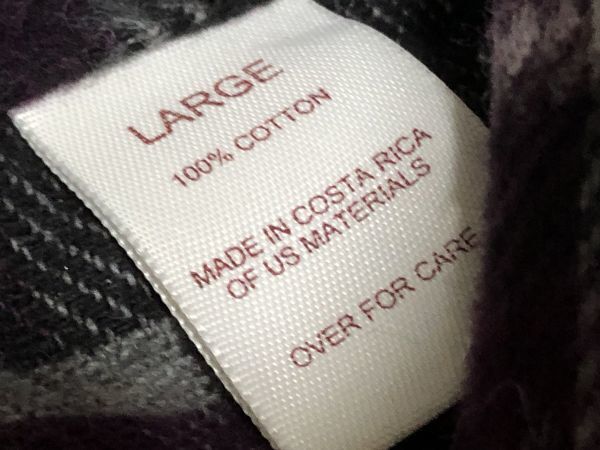 LARGE
100% COTTON
MADE IN COSTA RICA
OF US MATERIALS
OVER FOR CARE